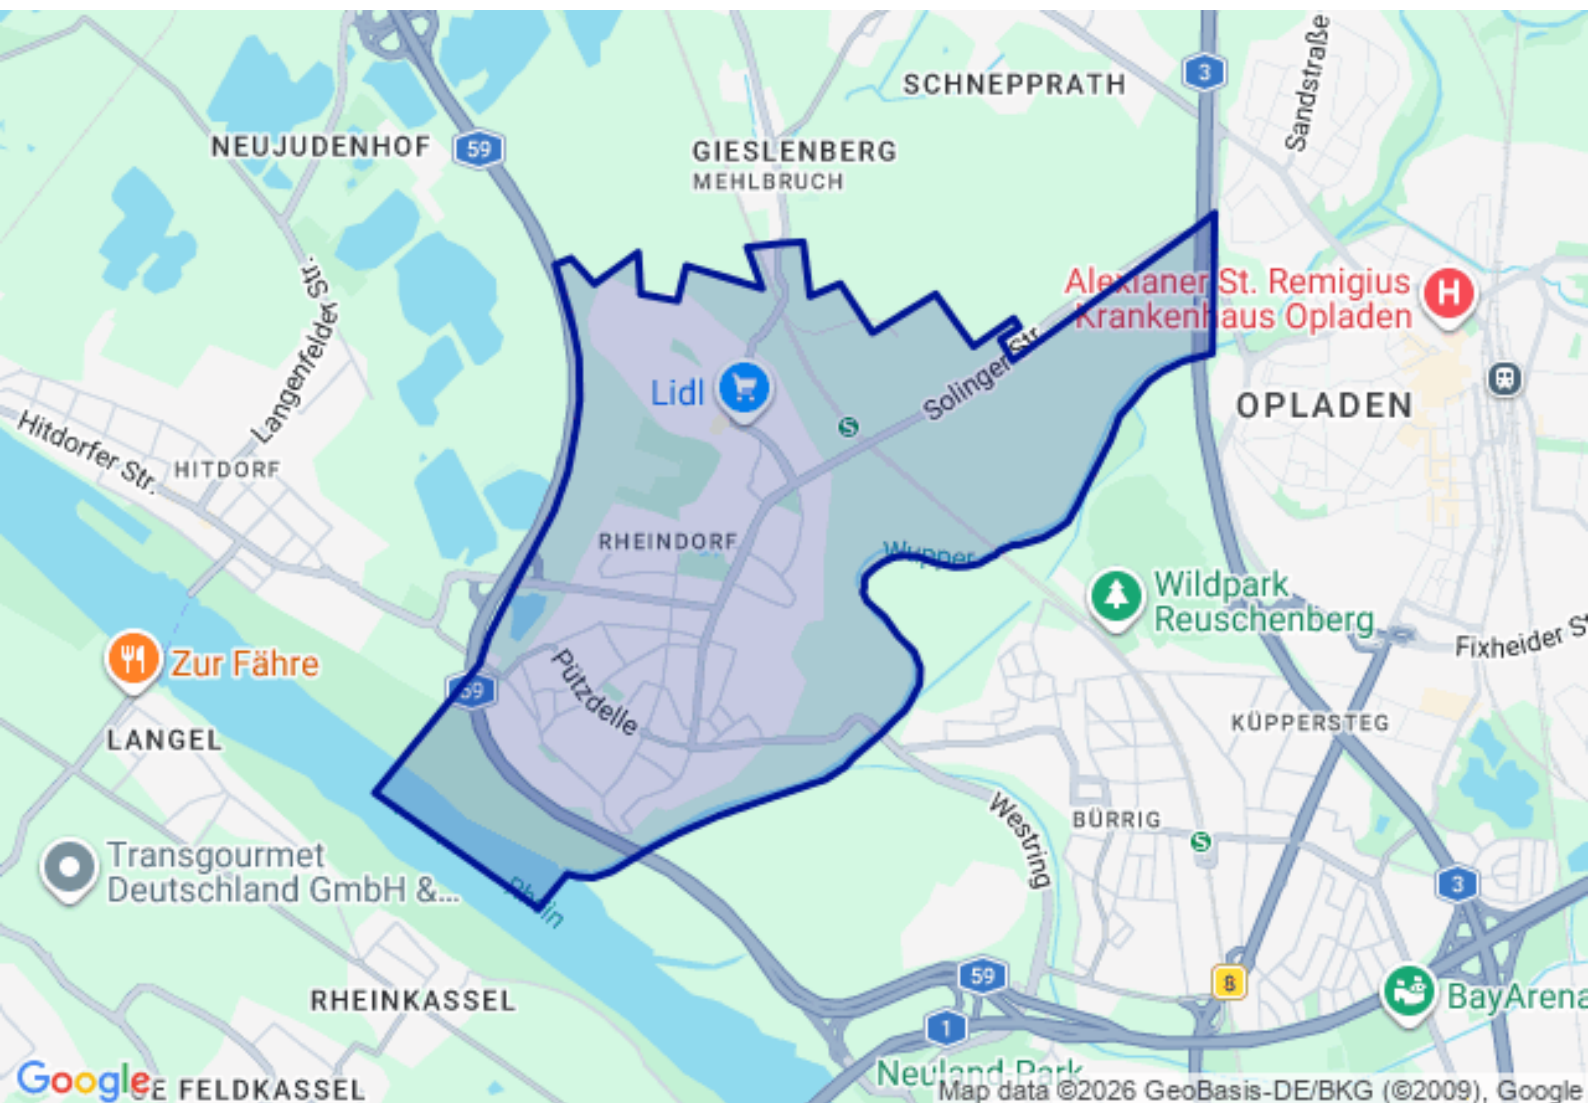 3
SCHNEPPRATH
Sandstraße
NEUJUDENHOF
59
GIESLENBERG
MEHLBRUCH
Langenfelder Str.
Alexianer St. Remigius
Krankenhaus Opladen
H
Solinger Str.
Lidl
OPLADEN
Hitdorfer Str.
HITDORF
S
RHEINDORF
Wupper
Wildpark
Reuschenberg
Fixheider St
Zur Fähre
59
Pützdelle
LANGEL
KÜPPERSTEG
Westring
BÜRRIG
S
Transgourmet
Deutschland GmbH &...
Rhein
3
59
8
RHEINKASSEL
BayArena
1
Neuland-Park
Google
E FELDKASSEL
Map data ©2026 GeoBasis-DE/BKG (©2009), Google